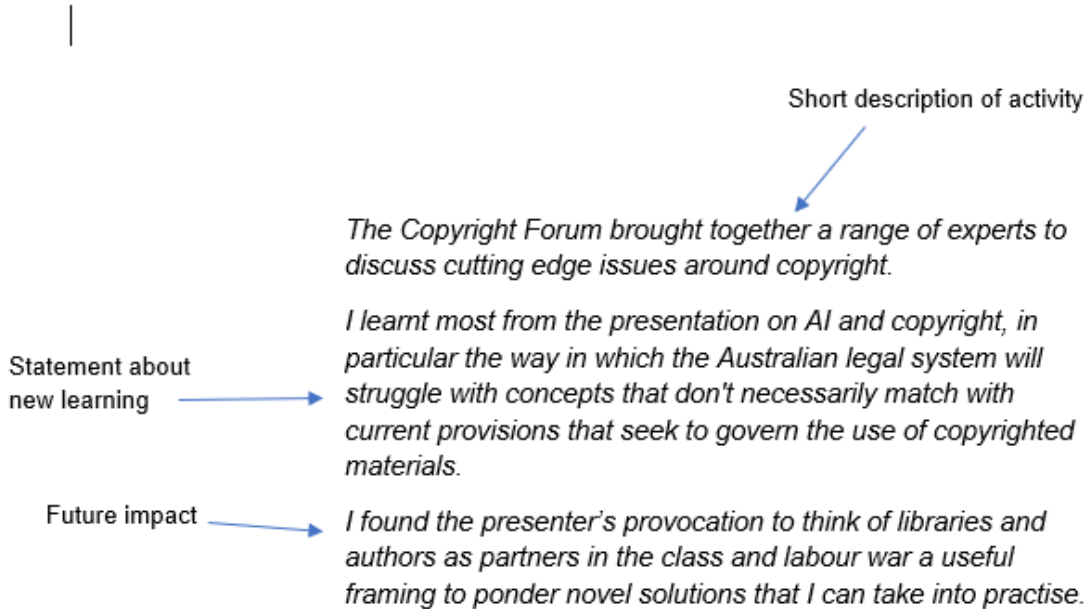 Short description of activity
The Copyright Forum brought together a range of experts to
discuss cutting edge issues around copyright.
I learnt most from the presentation on AI and copyright, in
particular the way in which the Australian legal system will
Statement about
new learning
struggle with concepts that don't necessarily match with
current provisions that seek to govern the use of copyrighted
materials.
Future impact
I found the presenter’s provocation to think of libraries and
authors as partners in the class and labour war a useful
framing to ponder novel solutions that I can take into practise.